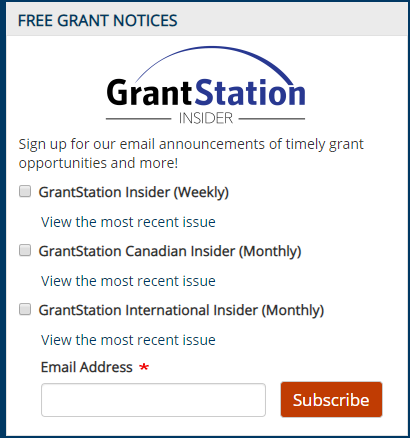 FREE GRANT NOTICES
GrantStation
INSIDER
Sign up for our email announcements of timely grant
opportunities and more!
GrantStation Insider (Weekly)
View the most recent issue
GrantStation Canadian Insider (Monthly)
View the most recent issue
GrantStation International Insider (Monthly)
View the most recent issue
Email Address *
Subscribe